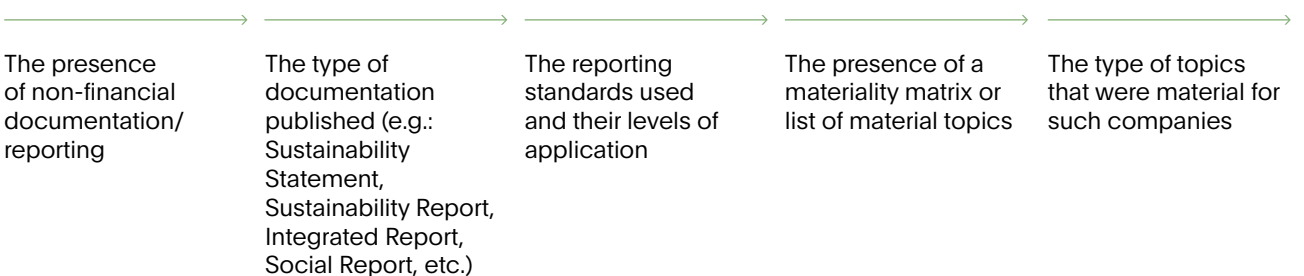 The presence
of non-financial
documentation/
reporting
The type of
documentation
published (e.g.:
Sustainability
Statement,
Sustainability Report,
Integrated Report,
Social Report, etc.)
The reporting
standards used
and their levels of
application
The presence of a
materiality matrix or
list of material topics
The type of topics
that were material for
such companies